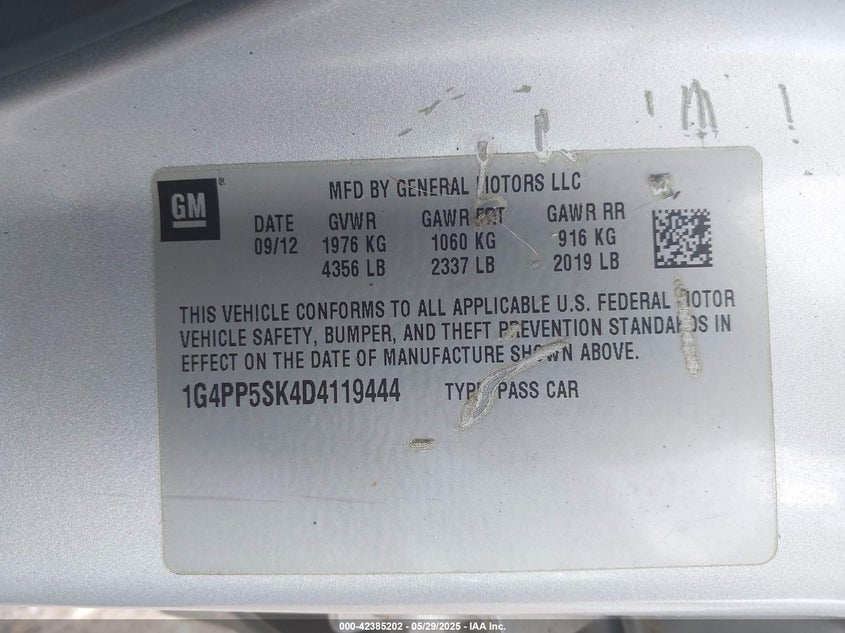 GM
MFD BY GENERAL MOTORS LLC
DATE GVWR GAWR FRT GAWR RR
09/12 1976 KG 1060 KG 916 KG
4356 LB 2337 LB 2019 LB
THIS VEHICLE CONFORMS TO ALL APPLICABLE U.S. FEDERAL MOTOR
VEHICLE SAFETY, BUMPER, AND THEFT PREVENTION STANDARDS IN
EFFECT ON THE DATE OF MANUFACTURE SHOWN ABOVE.
1G4PP5SK4D4119444 TYPE PASS CAR
000-42385202 - 05/29/2025 - IAA Inc.